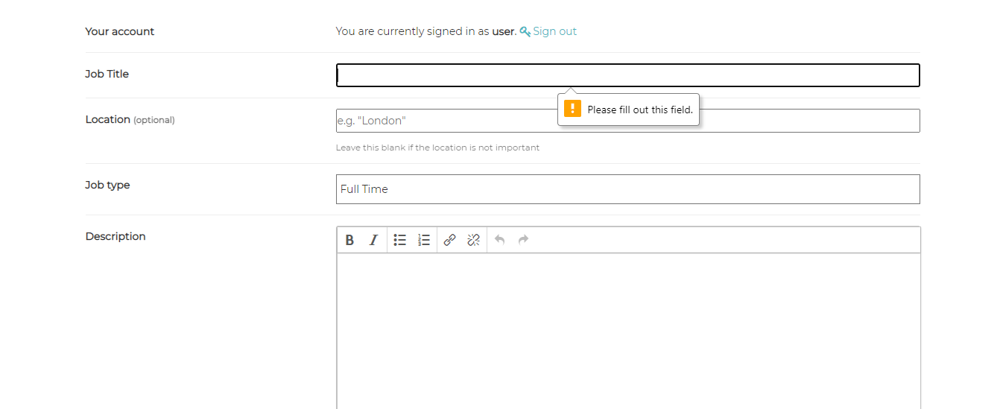 Your account You are currently signed in as user. Sign out
Job Title
Please fill out this field.
Location (optional) e.g. "London"
Leave this blank if the location is not important
Job type Full Time
Description B I